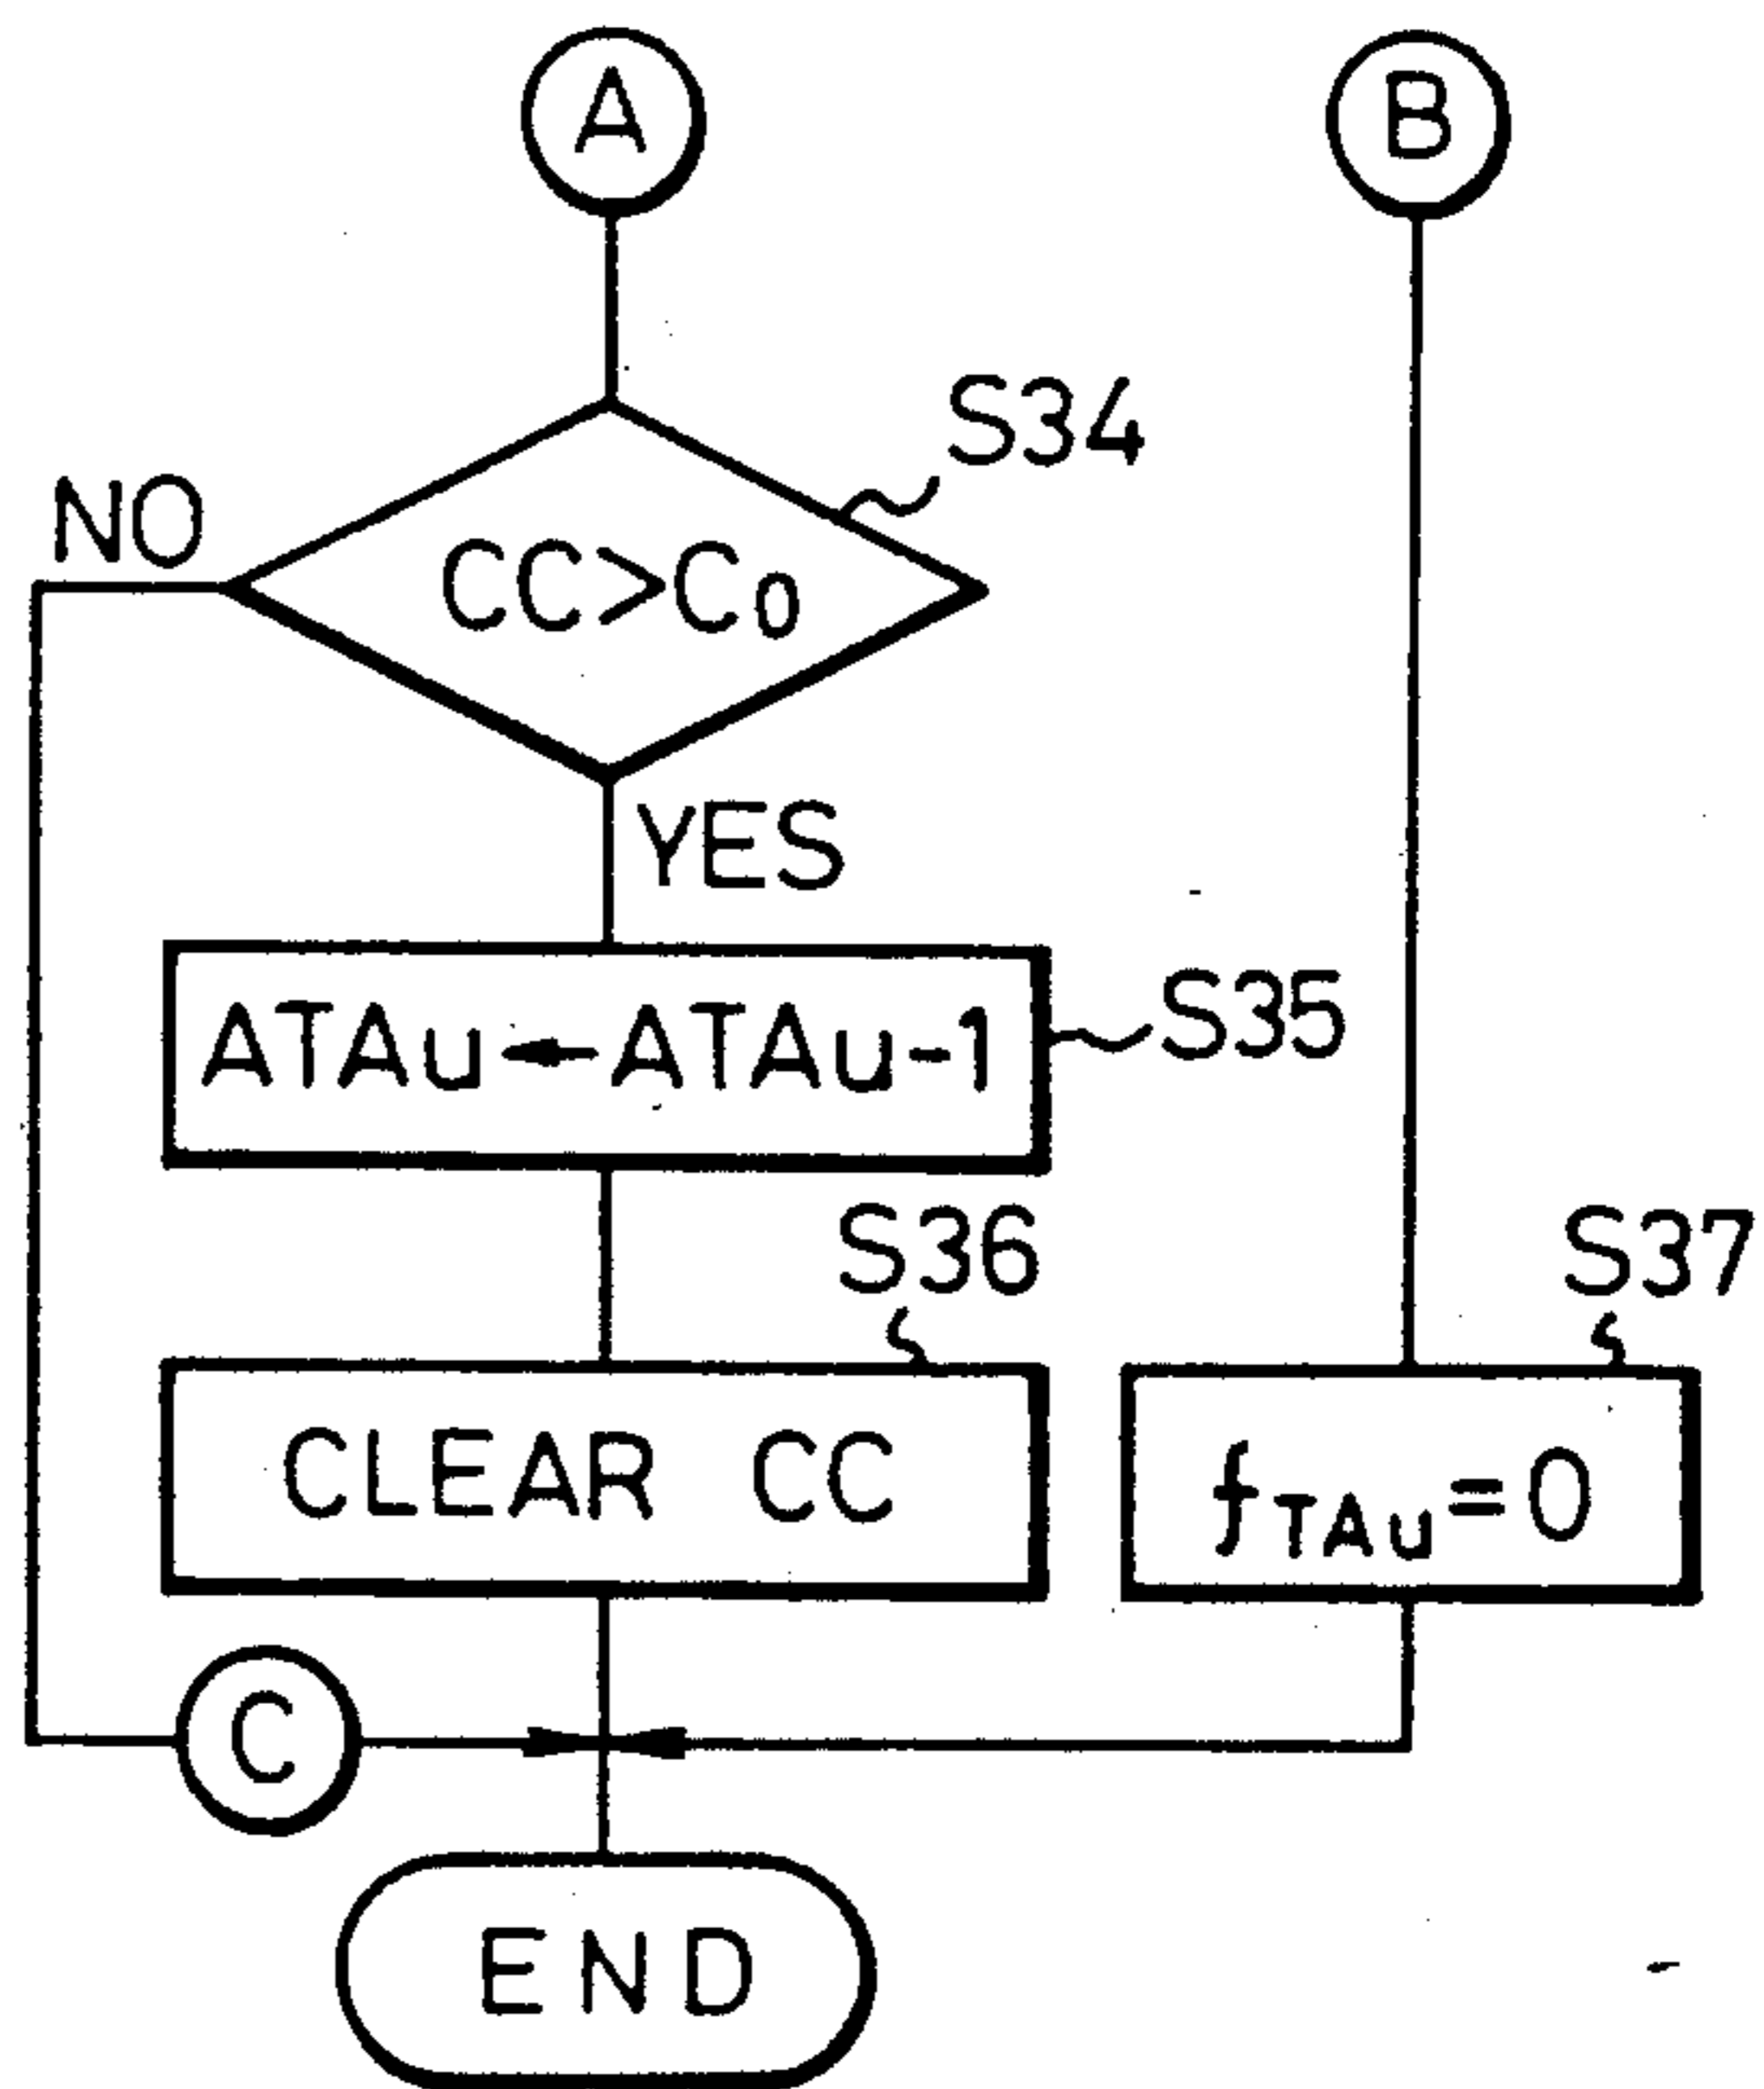 A
B
S34
NO
CC>C₀
YES
ATAu←ATAu-1
S35
S36
S37
CLEAR CC
fTAu=0
C
END